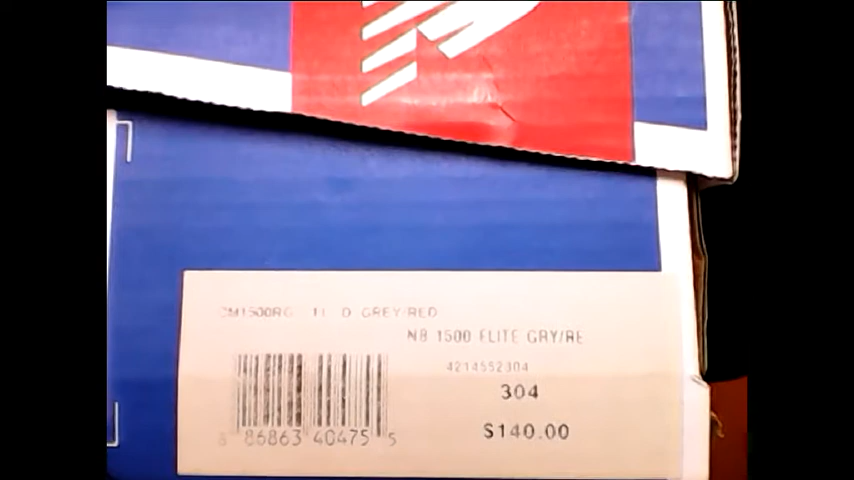 CM1500RG 11 D GREY/RED
NB 1500 ELITE GRY/RE
4214552304
304
8 86863 40475 5
$140.00